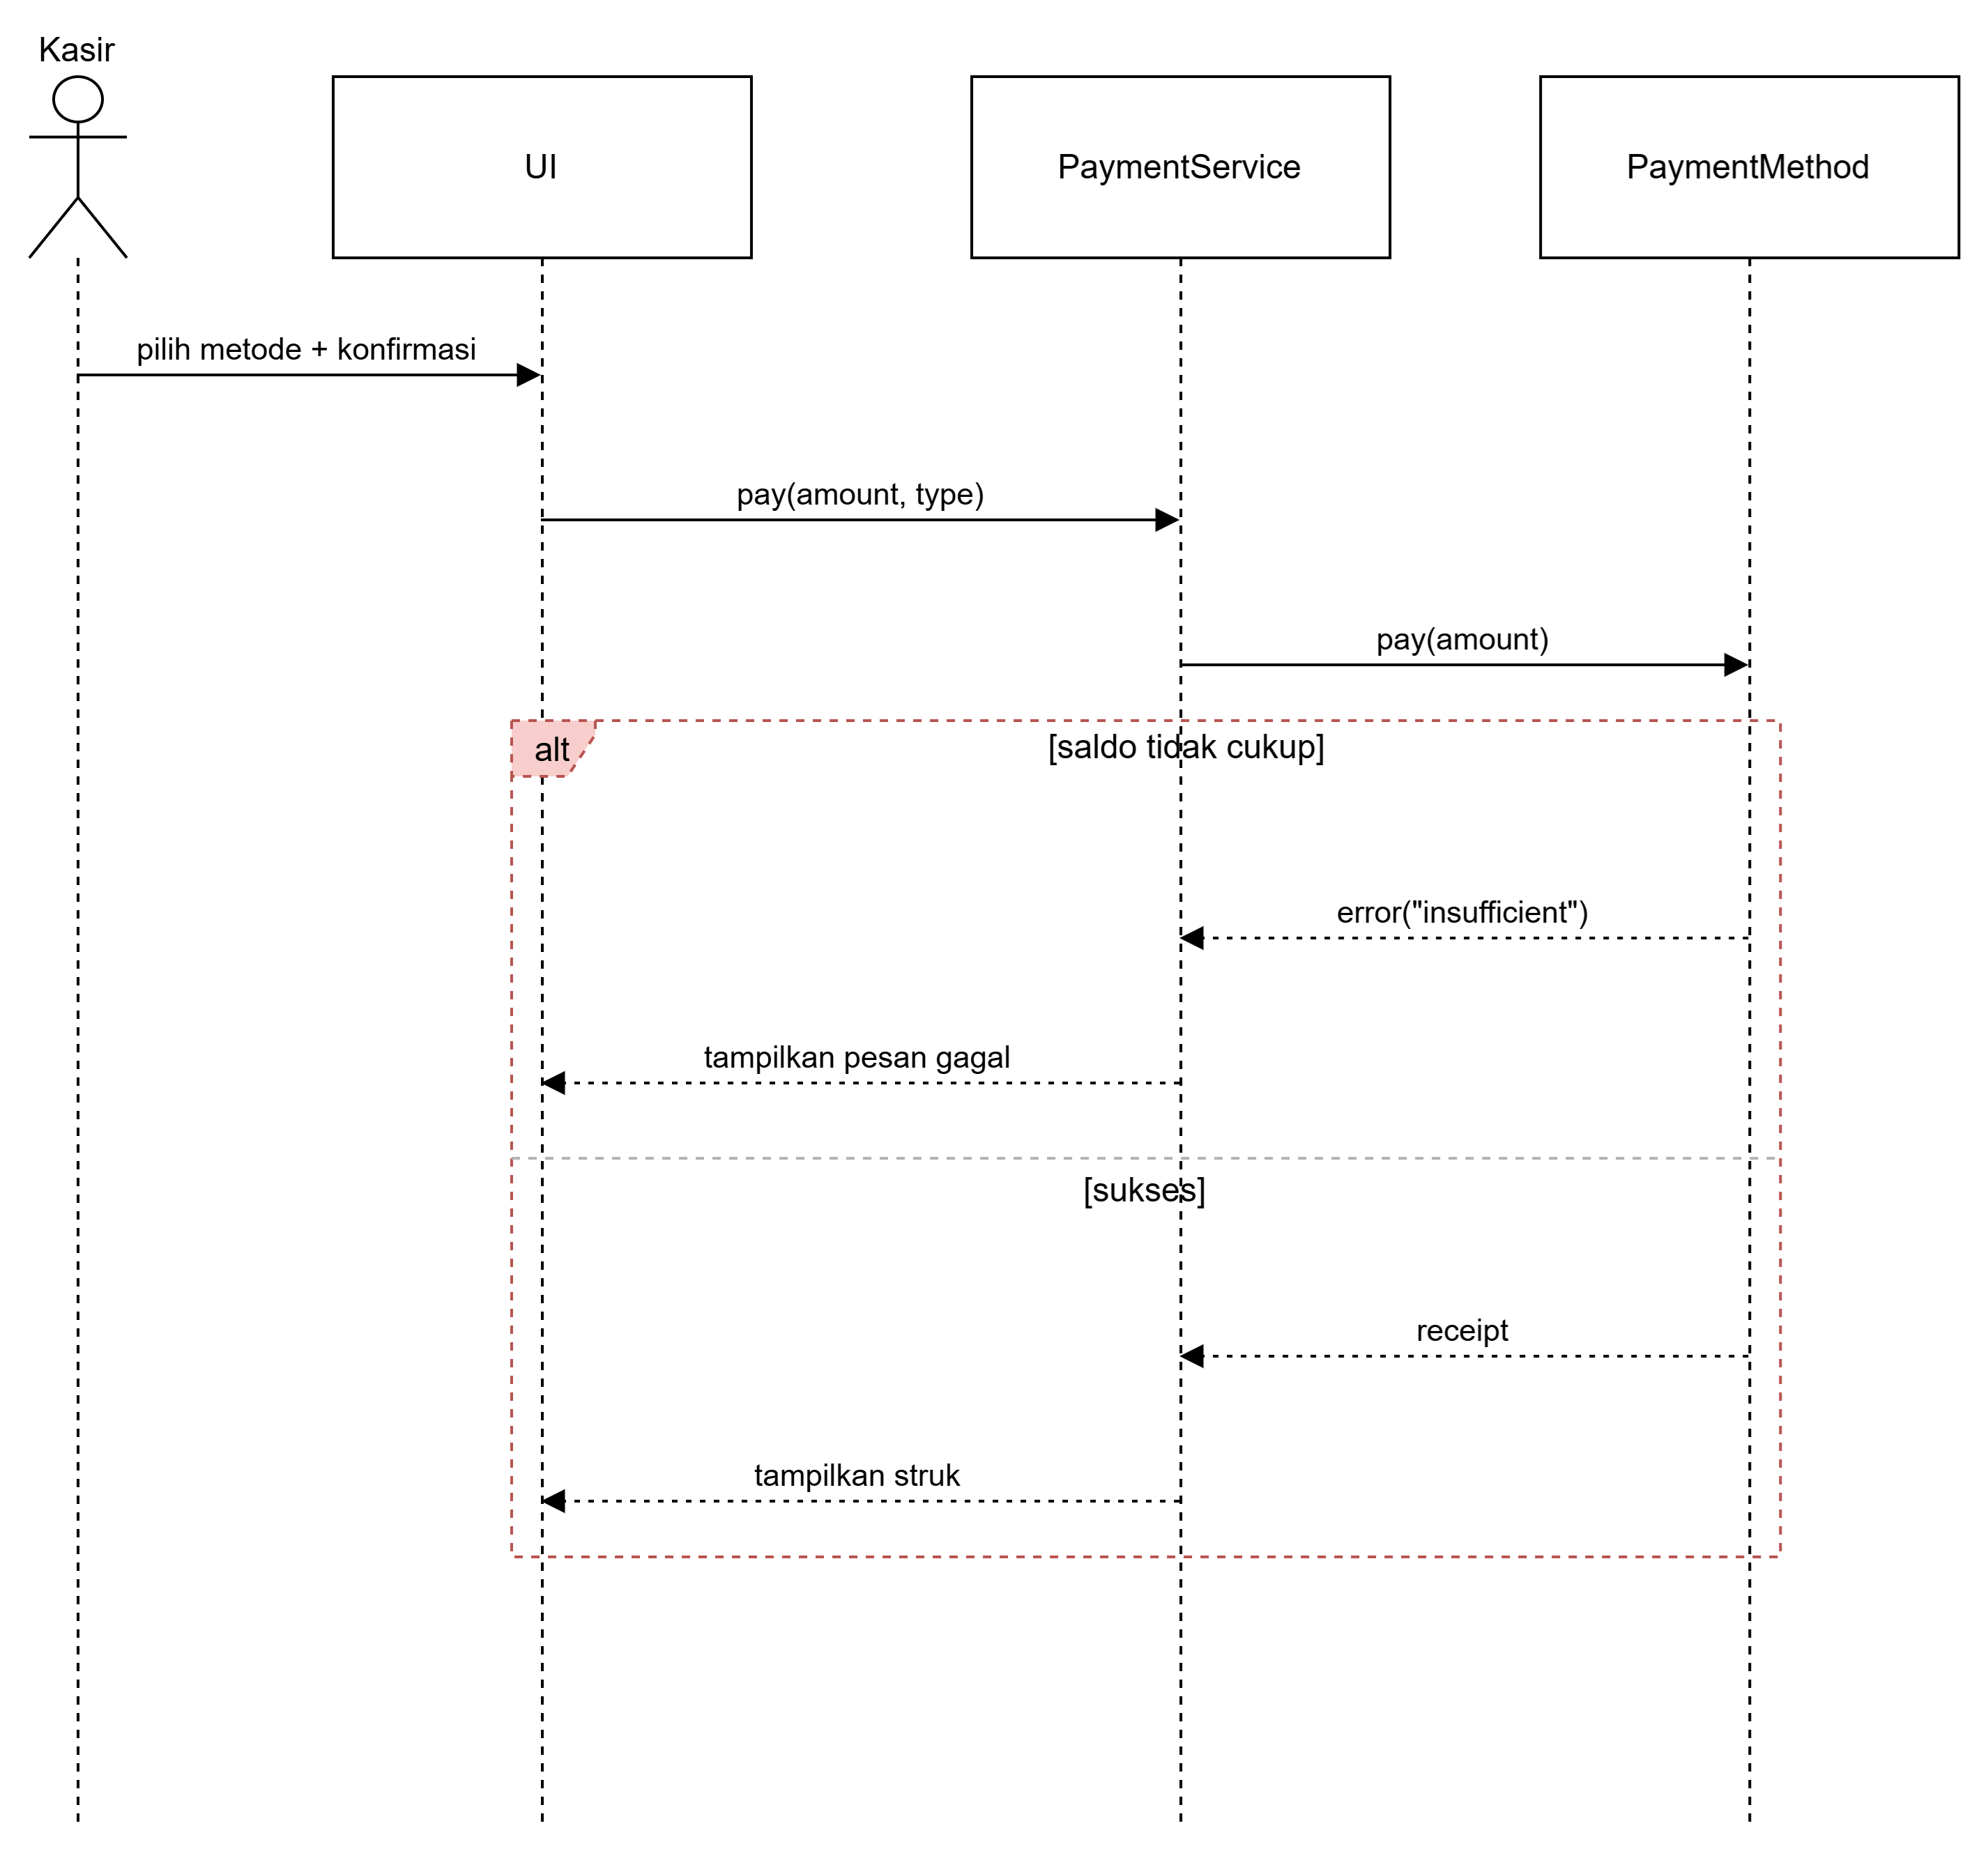 Kasir
UI
PaymentService
PaymentMethod
pilih metode + konfirmasi
pay(amount, type)
pay(amount)
alt
[saldo tidak cukup]
error("insufficient")
tampilkan pesan gagal
[sukses]
receipt
tampilkan struk